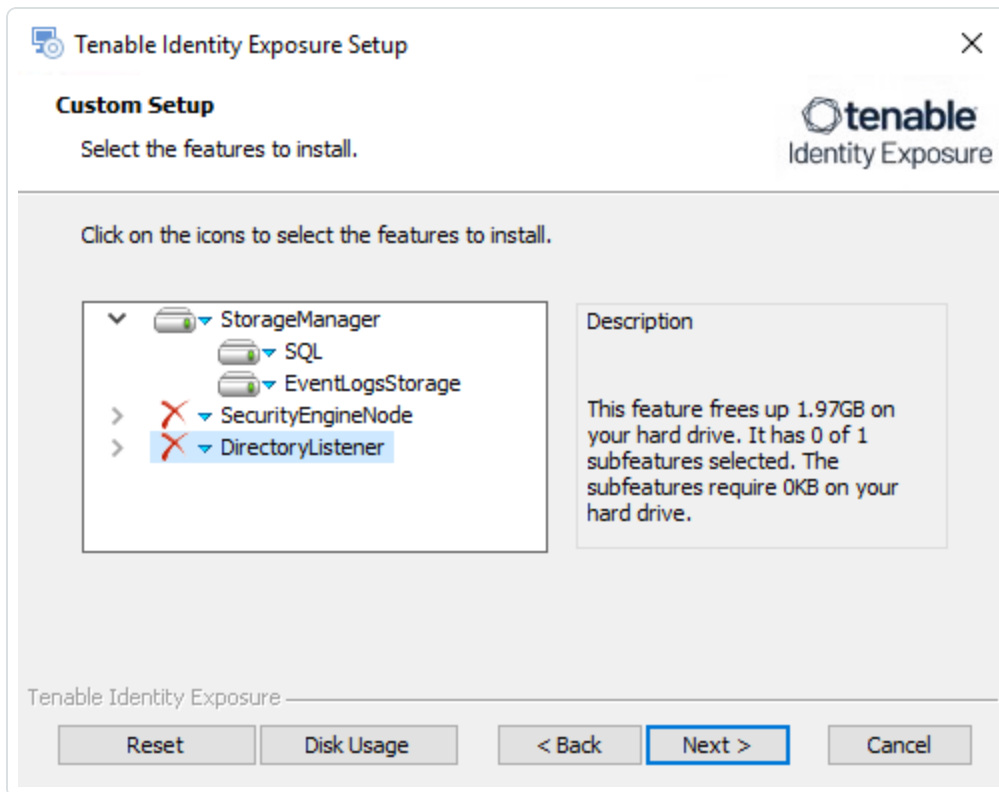 Tenable Identity Exposure Setup
Custom Setup
Select the features to install.
tenable
Identity Exposure
Click on the icons to select the features to install.
StorageManager
SQL
EventLogsStorage
SecurityEngineNode
DirectoryListener
Description
This feature frees up 1.97GB on
your hard drive. It has 0 of 1
subfeatures selected. The
subfeatures require 0KB on your
hard drive.
Tenable Identity Exposure
Reset
Disk Usage
< Back
Next >
Cancel